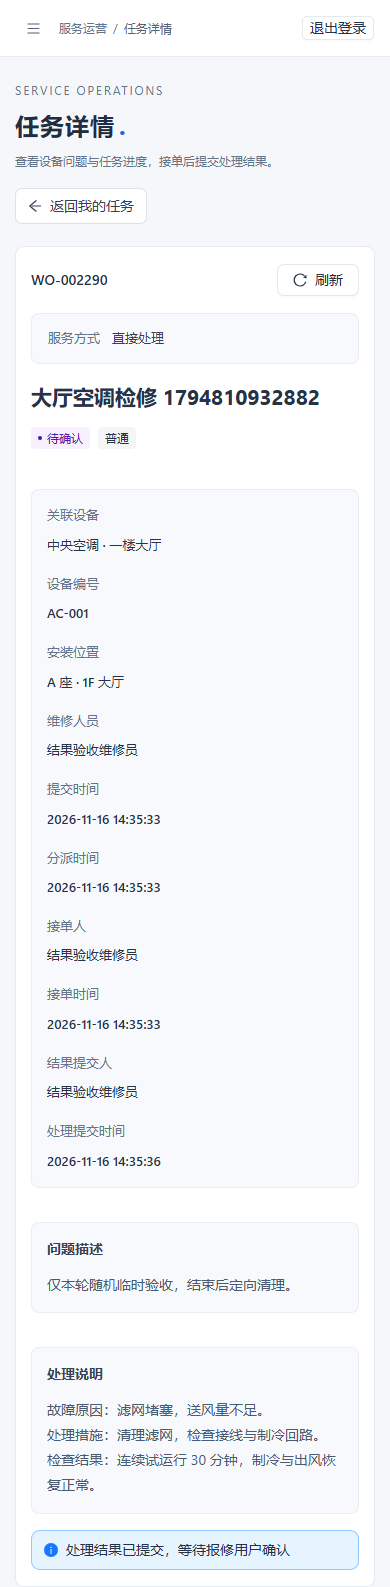 服务运营 / 任务详情
退出登录
SERVICE OPERATIONS
任务详情.
查看设备问题与任务进度，接单后提交处理结果。
返回我的任务
WO-002290
刷新
服务方式 直接处理
大厅空调检修 1794810932882
待确认 普通
关联设备
中央空调 · 一楼大厅
设备编号
AC-001
安装位置
A 座 · 1F 大厅
维修人员
结果验收维修员
提交时间
2026-11-16 14:35:33
分派时间
2026-11-16 14:35:33
接单人
结果验收维修员
接单时间
2026-11-16 14:35:33
结果提交人
结果验收维修员
处理提交时间
2026-11-16 14:35:36
问题描述
仅本轮随机临时验收，结束后定向清理。
处理说明
故障原因：滤网堵塞，送风量不足。
处理措施：清理滤网，检查接线与制冷回路。
检查结果：连续试运行 30 分钟，制冷与出风恢
复正常。
处理结果已提交，等待报修用户确认